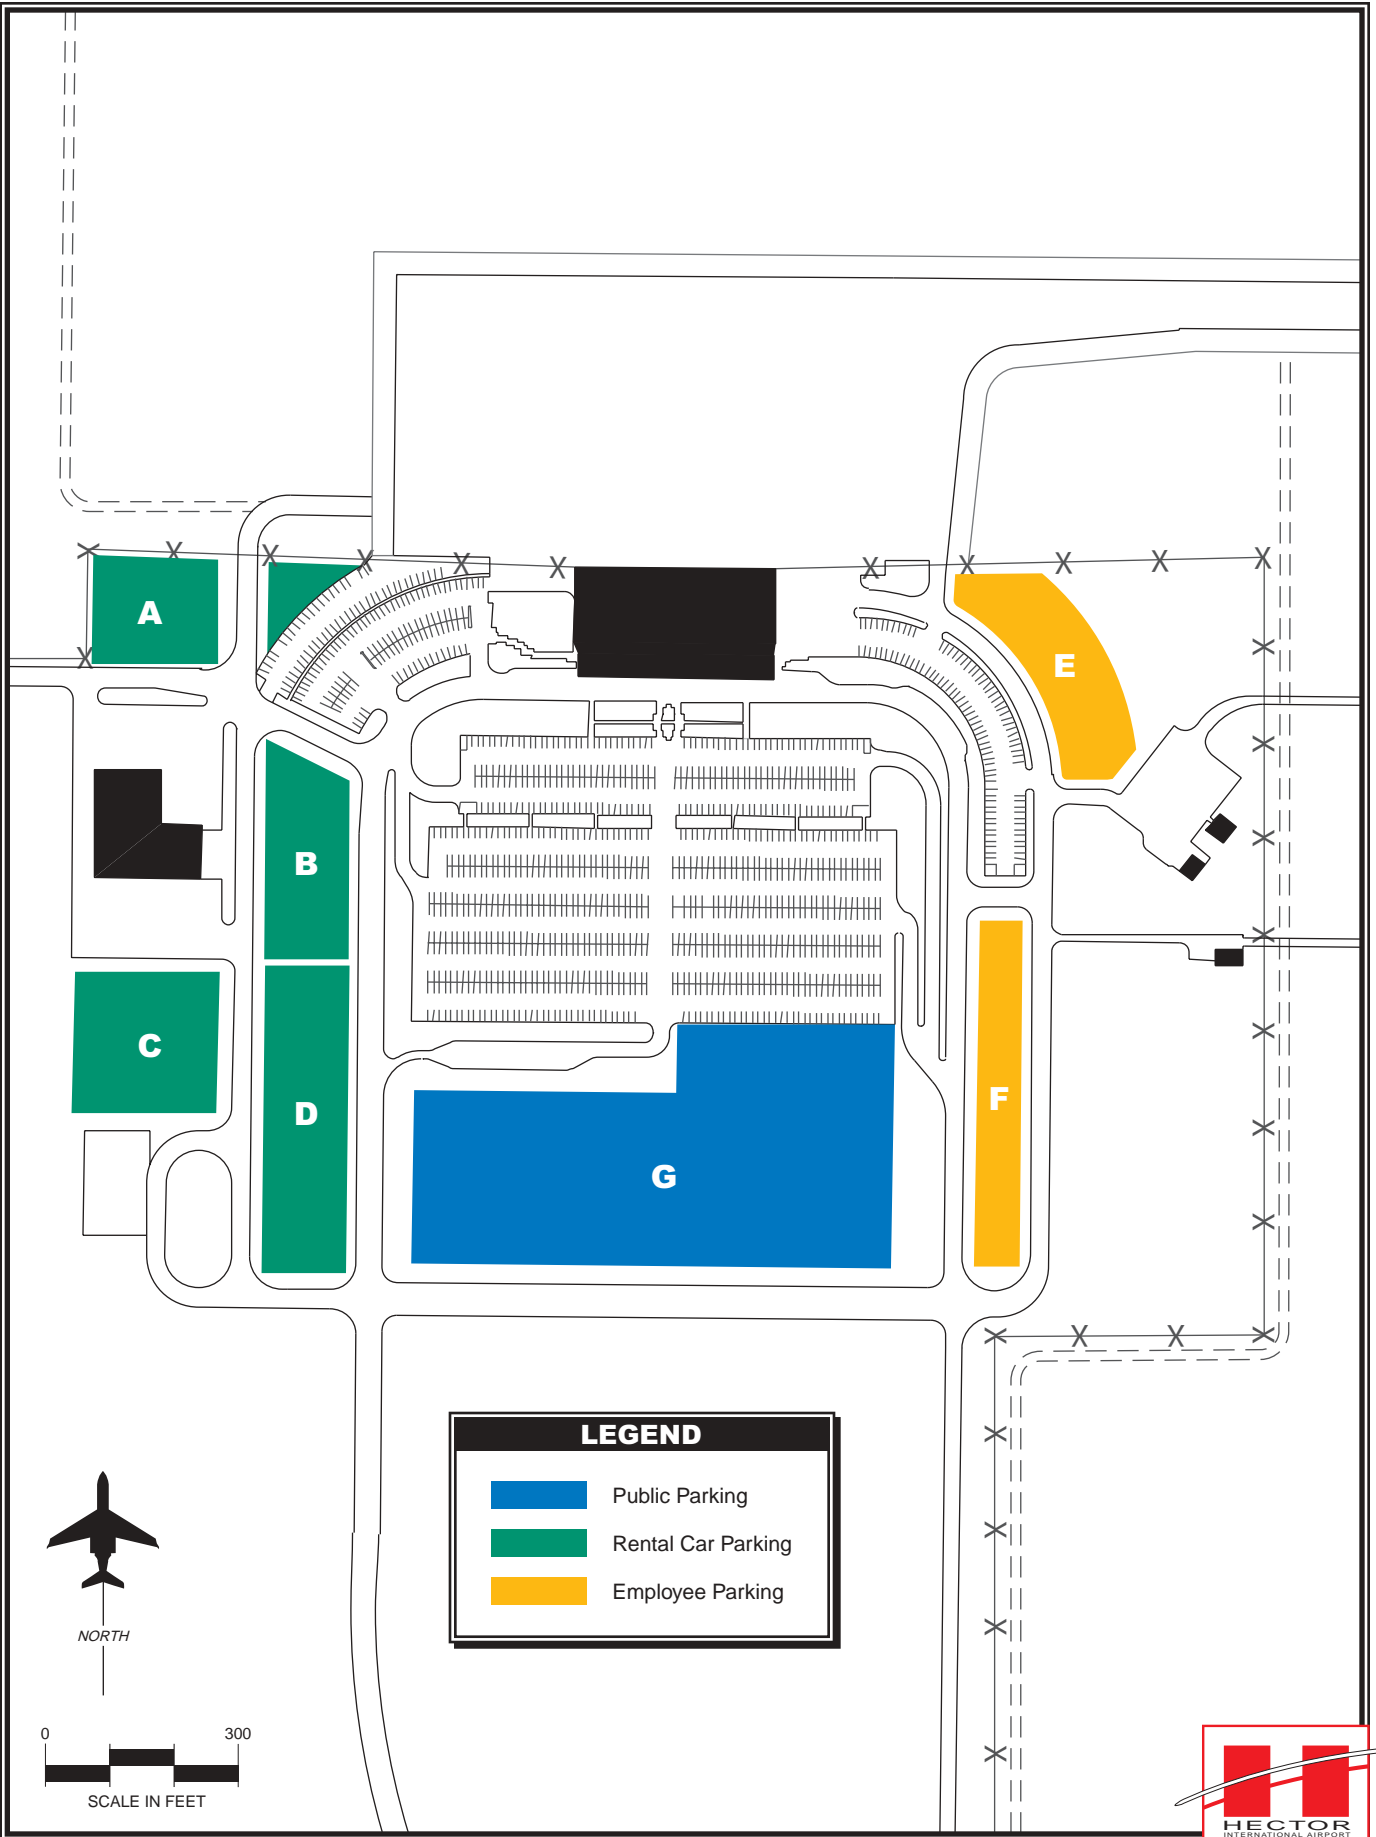 A
E
B
C
D
F
G
LEGEND
Public Parking
Rental Car Parking
Employee Parking
NORTH
0 300
SCALE IN FEET
HECTOR
INTERNATIONAL AIRPORT